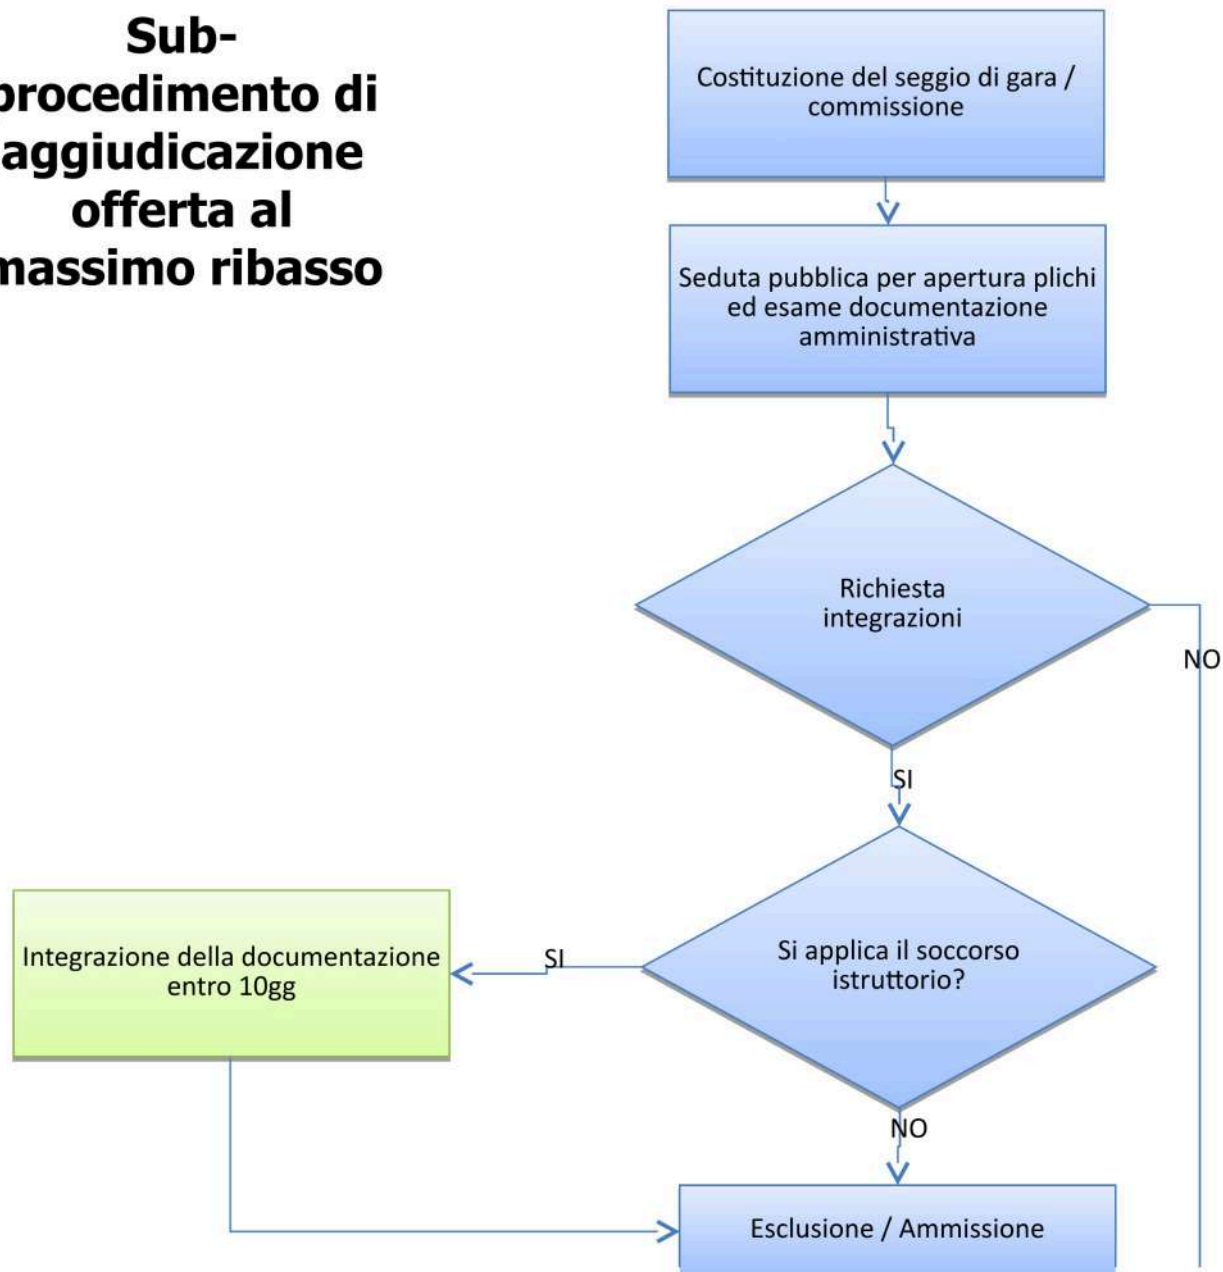 Sub-
procedimento di
aggiudicazione
offerta al
massimo ribasso
Costituzione del seggio di gara /
commissione
Seduta pubblica per apertura plichi
ed esame documentazione
amministrativa
Richiesta
integrazioni
NO
SI
Si applica il soccorso
istruttorio?
SI
Integrazione della documentazione
entro 10gg
NO
Esclusione / Ammissione